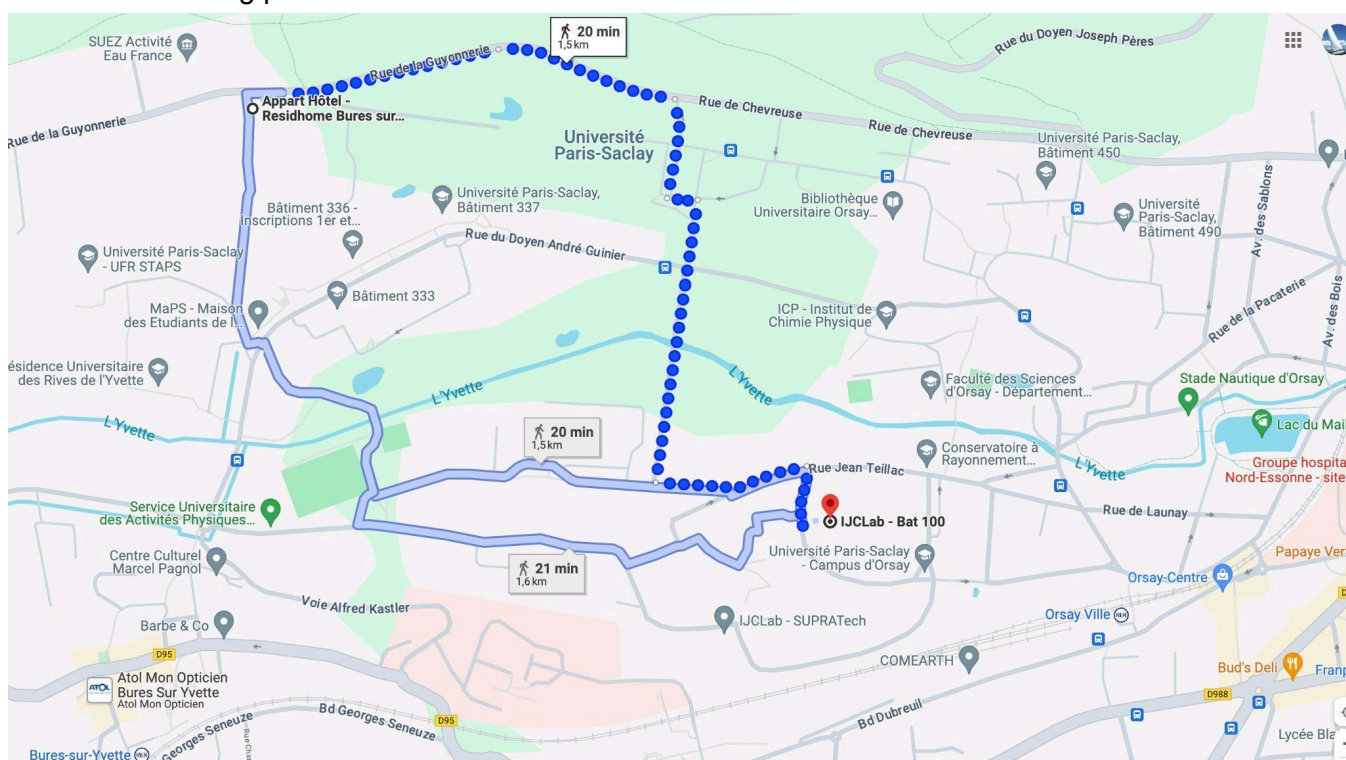 20 min
1,5 km
SUEZ Activité
Eau France
Rue du Doyen Joseph Pères
Rue de la Guyonnerie
Appart Hôtel -
Residhome Bures sur...
Rue de la Guyonnerie
Rue de Chevreuse
Rue de Chevreuse
Université
Paris-Saclay
Université Paris-Saclay,
Bâtiment 450
Université Paris-Saclay,
Bâtiment 337
Bibliothèque
Universitaire Orsay...
Bâtiment 336 -
Inscriptions 1er et...
Université
Paris-Saclay,
Bâtiment 490
Av. des Sablons
Rue du Doyen André Guinier
Université Paris-Saclay
- UFR STAPS
Bâtiment 333
MaPS - Maison
des Etudiants de l...
ICP - Institut de
Chimie Physique
Rue de la Pacaterie
Av. des Bois
ésidence Universitaire
des Rives de l'Yvette
L'Yvette
L'Yvette
Faculté des Sciences
d'Orsay - Département...
Stade Nautique d'Orsay
Lac du Mail
L'Yvette
20 min
1,5 km
Conservatoire à
Rayonnement...
L'Yvette
Rue Jean Teillac
Groupe hospita
Nord-Essonne - site
Service Universitaire
des Activités Physiques...
IJCLab - Bat 100
Rue de Launay
Centre Culturel
Marcel Pagnol
21 min
1,6 km
Université Paris-Saclay
- Campus d'Orsay
Papaye Ver
Orsay-Centre
Voie Alfred Kastler
Orsay Ville
RER
Barbe & Co
IJCLab - SUPRATech
COMEARTH
D95
Bud's Deli
Franp
ATOL
Atol Mon Opticien
Bures Sur Yvette
Atol Mon Opticien
D988
D95
Bd Georges Seneuze
Bd Dubreuil
Georges Seneuze
Rue Cha
Lycée Bla
Bures-sur-Yvette
RER